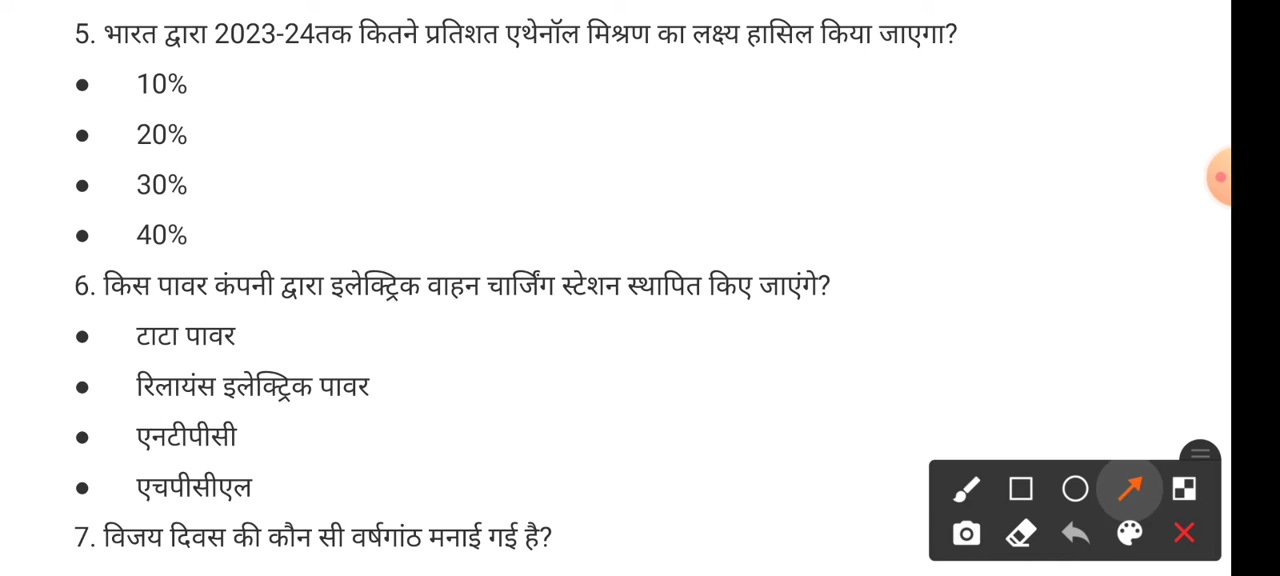 5. भारत द्वारा 2023-24तक कितने प्रतिशत एथेनॉल मिश्रण का लक्ष्य हासिल किया जाएगा?
● 10%
● 20%
● 30%
● 40%
6. किस पावर कंपनी द्वारा इलेक्ट्रिक वाहन चार्जिंग स्टेशन स्थापित किए जाएंगे?
● टाटा पावर
● रिलायंस इलेक्ट्रिक पावर
● एनटीपीसी
● एचपीसीएल
7. विजय दिवस की कौन सी वर्षगांठ मनाई गई है?